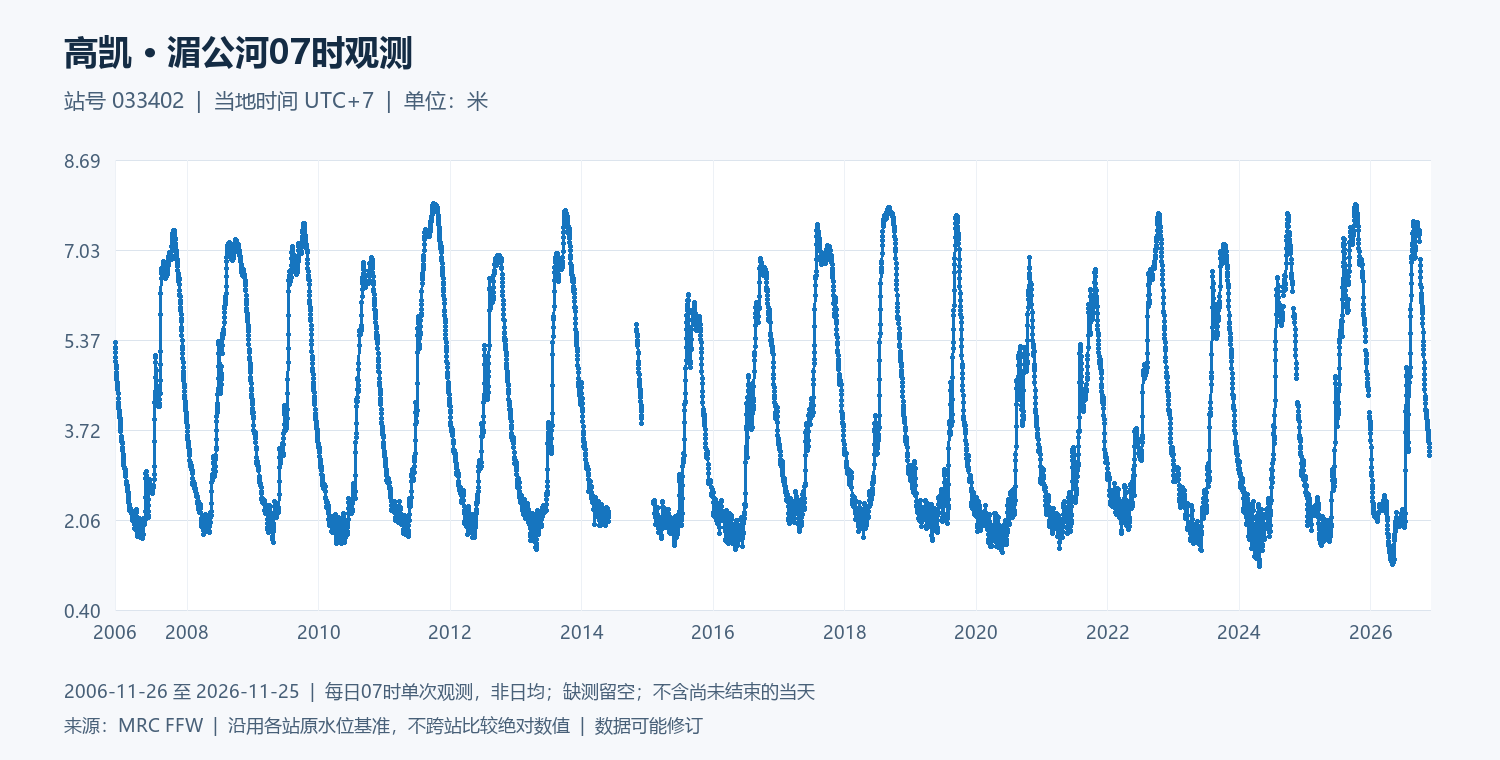 高凯 • 湄公河07时观测
站号 033402 | 当地时间 UTC+7 | 单位：米
8.69
7.03
5.37
3.72
2.06
0.40
2006 2008 2010 2012 2014 2016 2018 2020 2022 2024 2026
2006-11-26 至 2026-11-25 | 每日07时单次观测，非日均；缺测留空；不含尚未结束的当天
来源：MRC FFW | 沿用各站原水位基准，不跨站比较绝对数值 | 数据可能修订